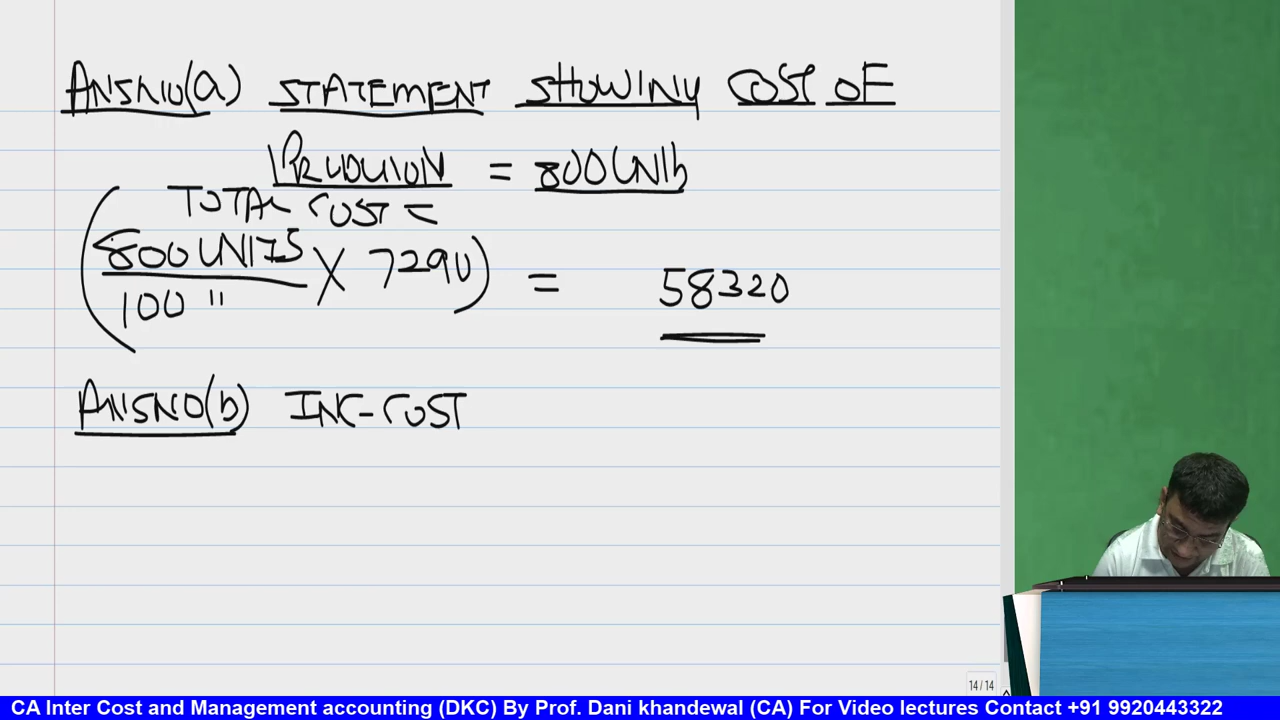 ANSNO(a) STATEMENT SHOWING COST OF
PRODUCTION = 800 UNITS
TOTAL COST =
(800 UNITS / 100 " X 7290) = 58320
ANSNO(b) INC-COST
14/14
CA Inter Cost and Management accounting (DKC) By Prof. Dani khandewal (CA) For Video lectures Contact +91 9920443322